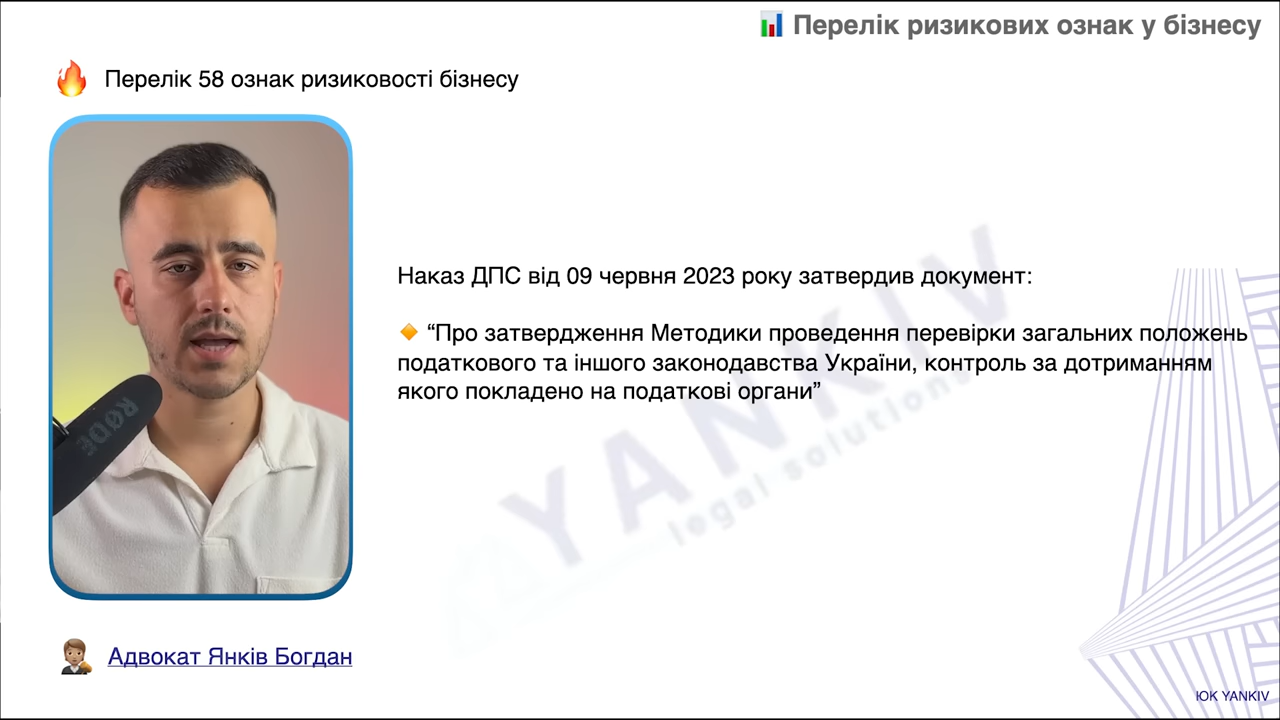 Перелік ризикових ознак у бізнесу
Перелік 58 ознак ризиковості бізнесу
Наказ ДПС від 09 червня 2023 року затвердив документ:
“Про затвердження Методики проведення перевірки загальних положень
податкового та іншого законодавства України, контроль за дотриманням
якого покладено на податкові органи”
YANKIV
legal solutions
RØDE
Адвокат Янків Богдан
ЮК YANKIV